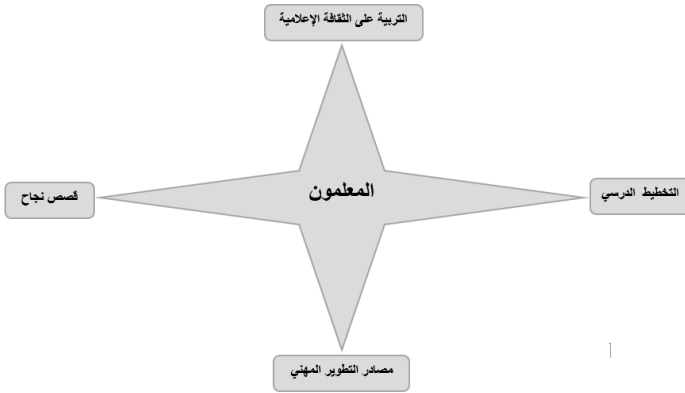 التربية على الثقافة الإعلامية
المعلمون
التخطيط الدرسي
قصص نجاح
مصادر التطوير المهني